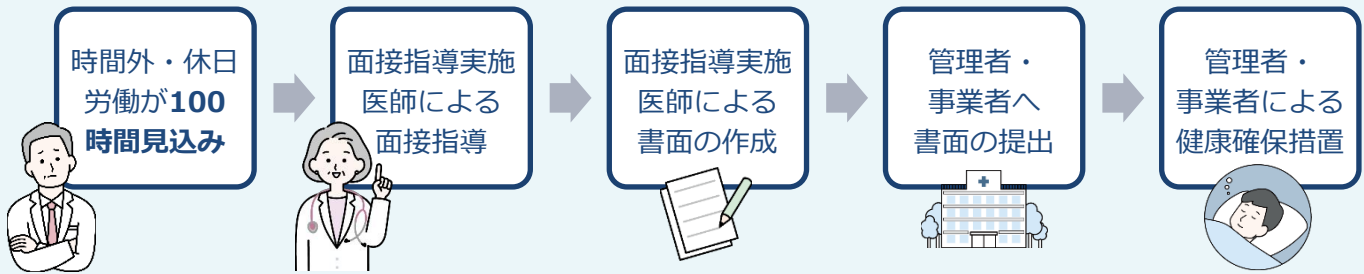 時間外・休日
労働が100
時間見込み
面接指導実施
医師による
面接指導
面接指導実施
医師による
書面の作成
管理者・
事業者へ
書面の提出
管理者・
事業者による
健康確保措置